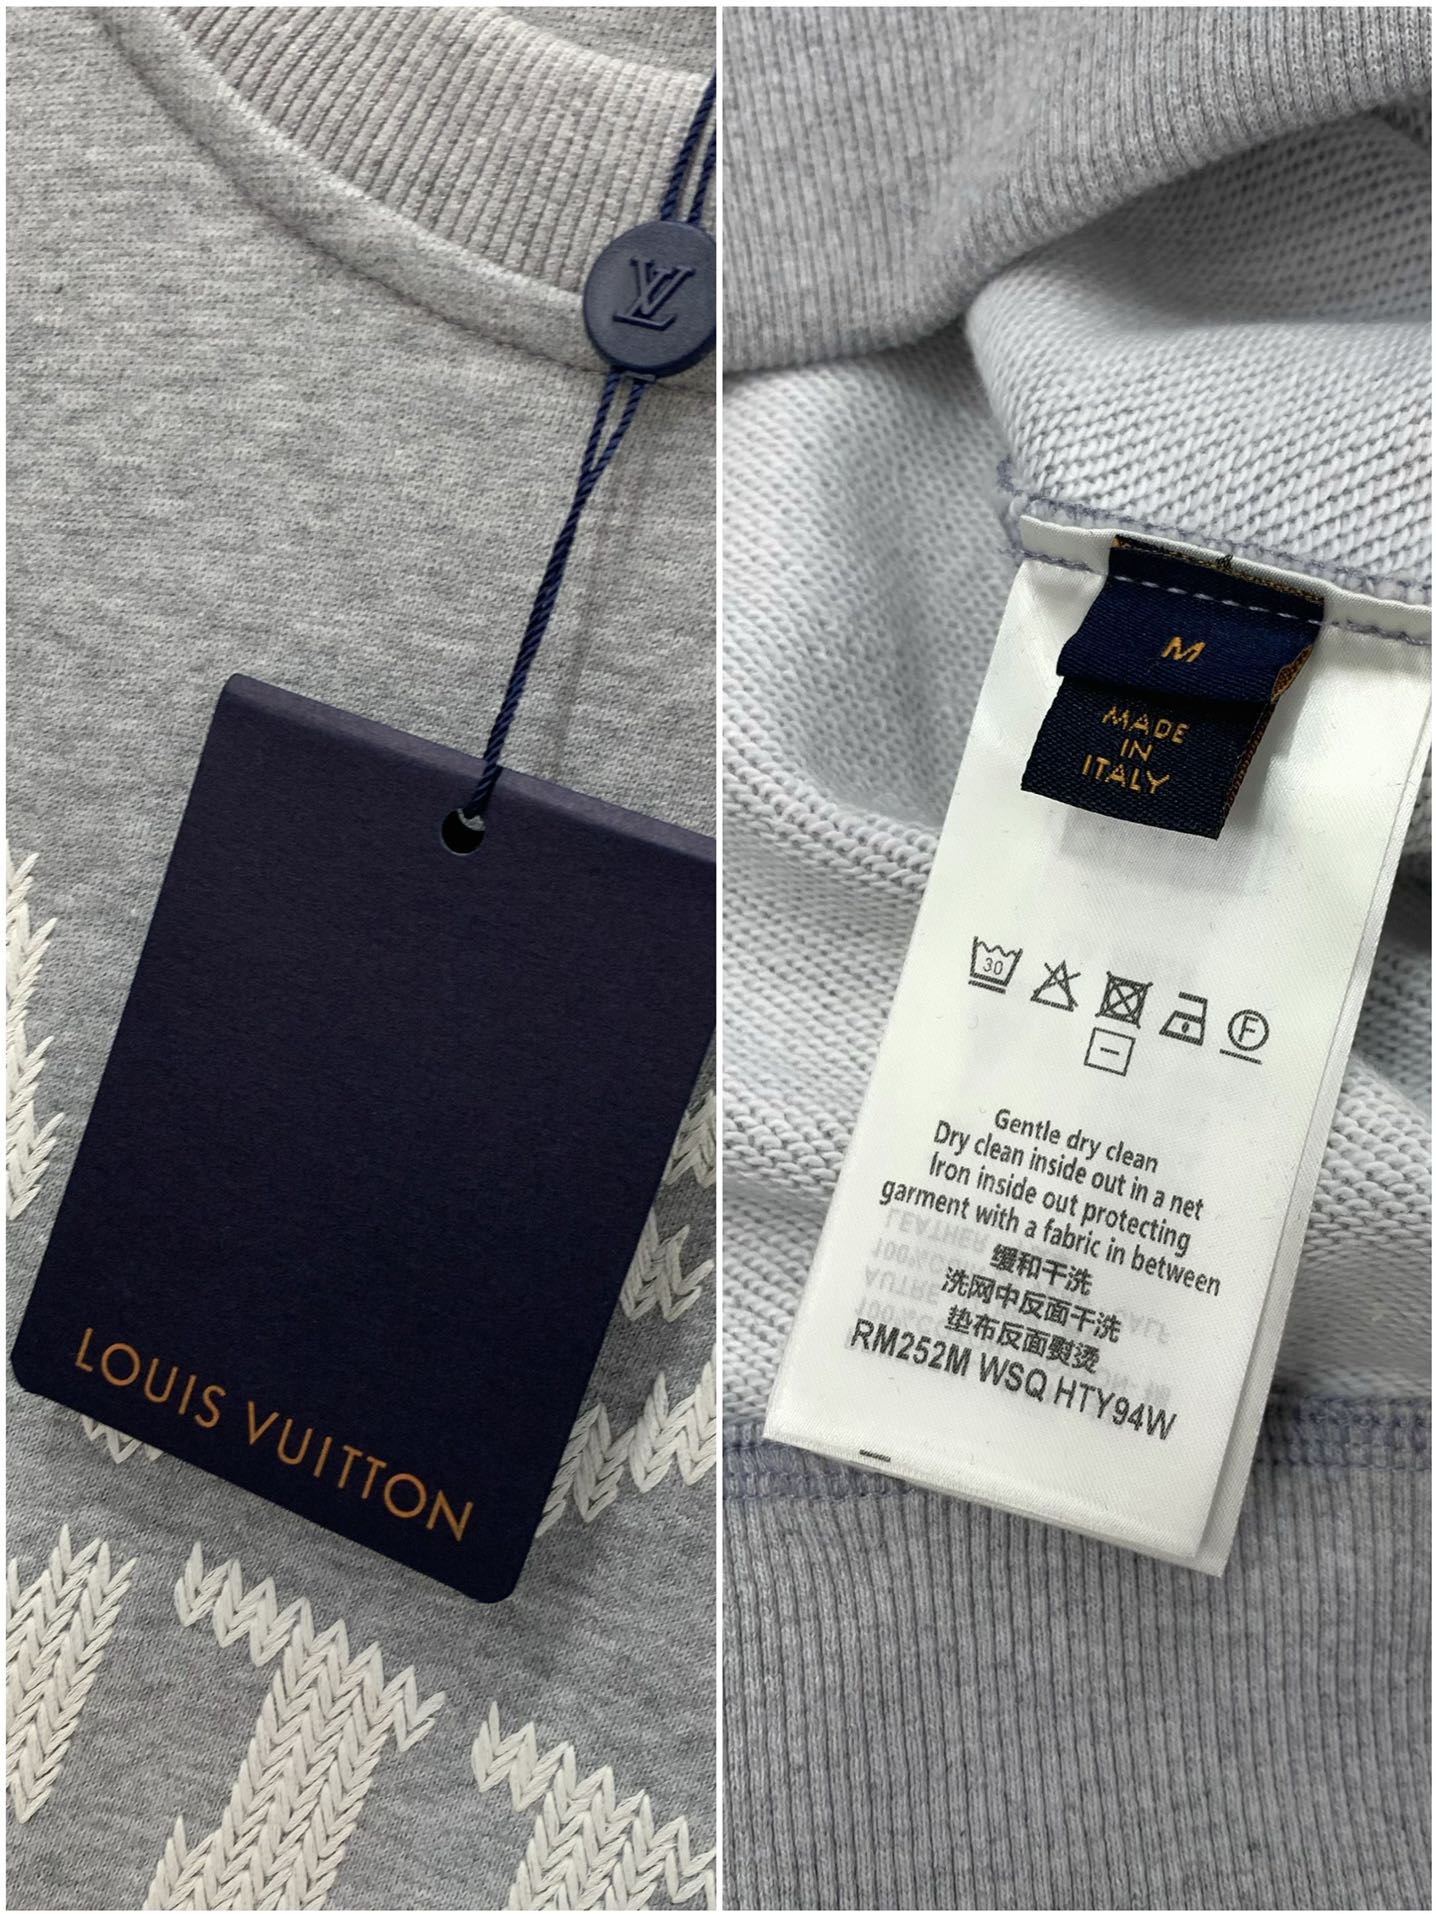 LV
LOUIS VUITTON
M
MADE
IN
ITALY
30
F
Gentle dry clean
Dry clean inside out in a net
Iron inside out protecting
garment with a fabric in between
缓和干洗
洗网中反面干洗
垫布反面熨烫
RM252M WSQ HTY94W
LEATHER
AUTRE